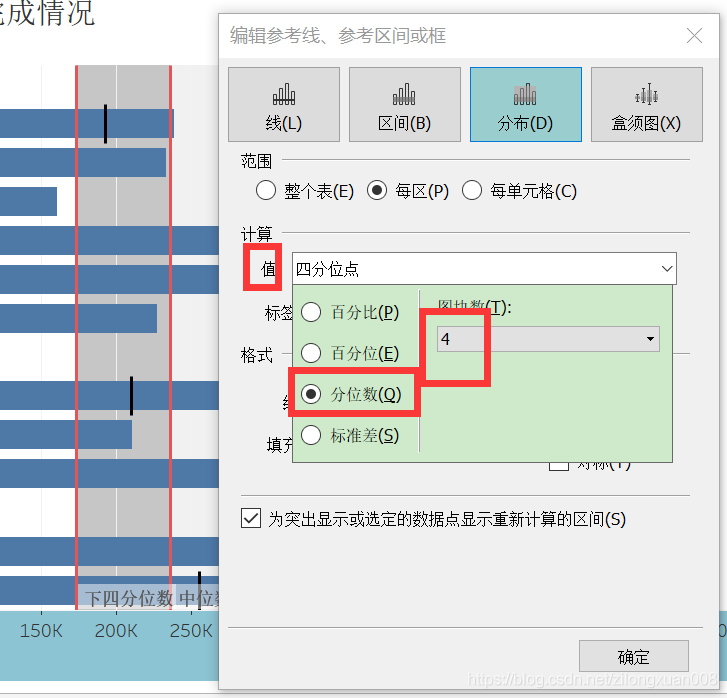 完成情况
编辑参考线、参考区间或框
线(L)
区间(B)
分布(D)
盒须图(X)
范围
整个表(E)
每区(P)
每单元格(C)
计算
值
四分位点
标签
百分比(P)
图块数(T):
4
百分位(E)
格式
分位数(Q)
填充
标准差(S)
对称(Y)
为突出显示或选定的数据点显示重新计算的区间(S)
下四分位数 中位数
150K
200K
250K
确定
https://blog.csdn.net/zilongxuan008